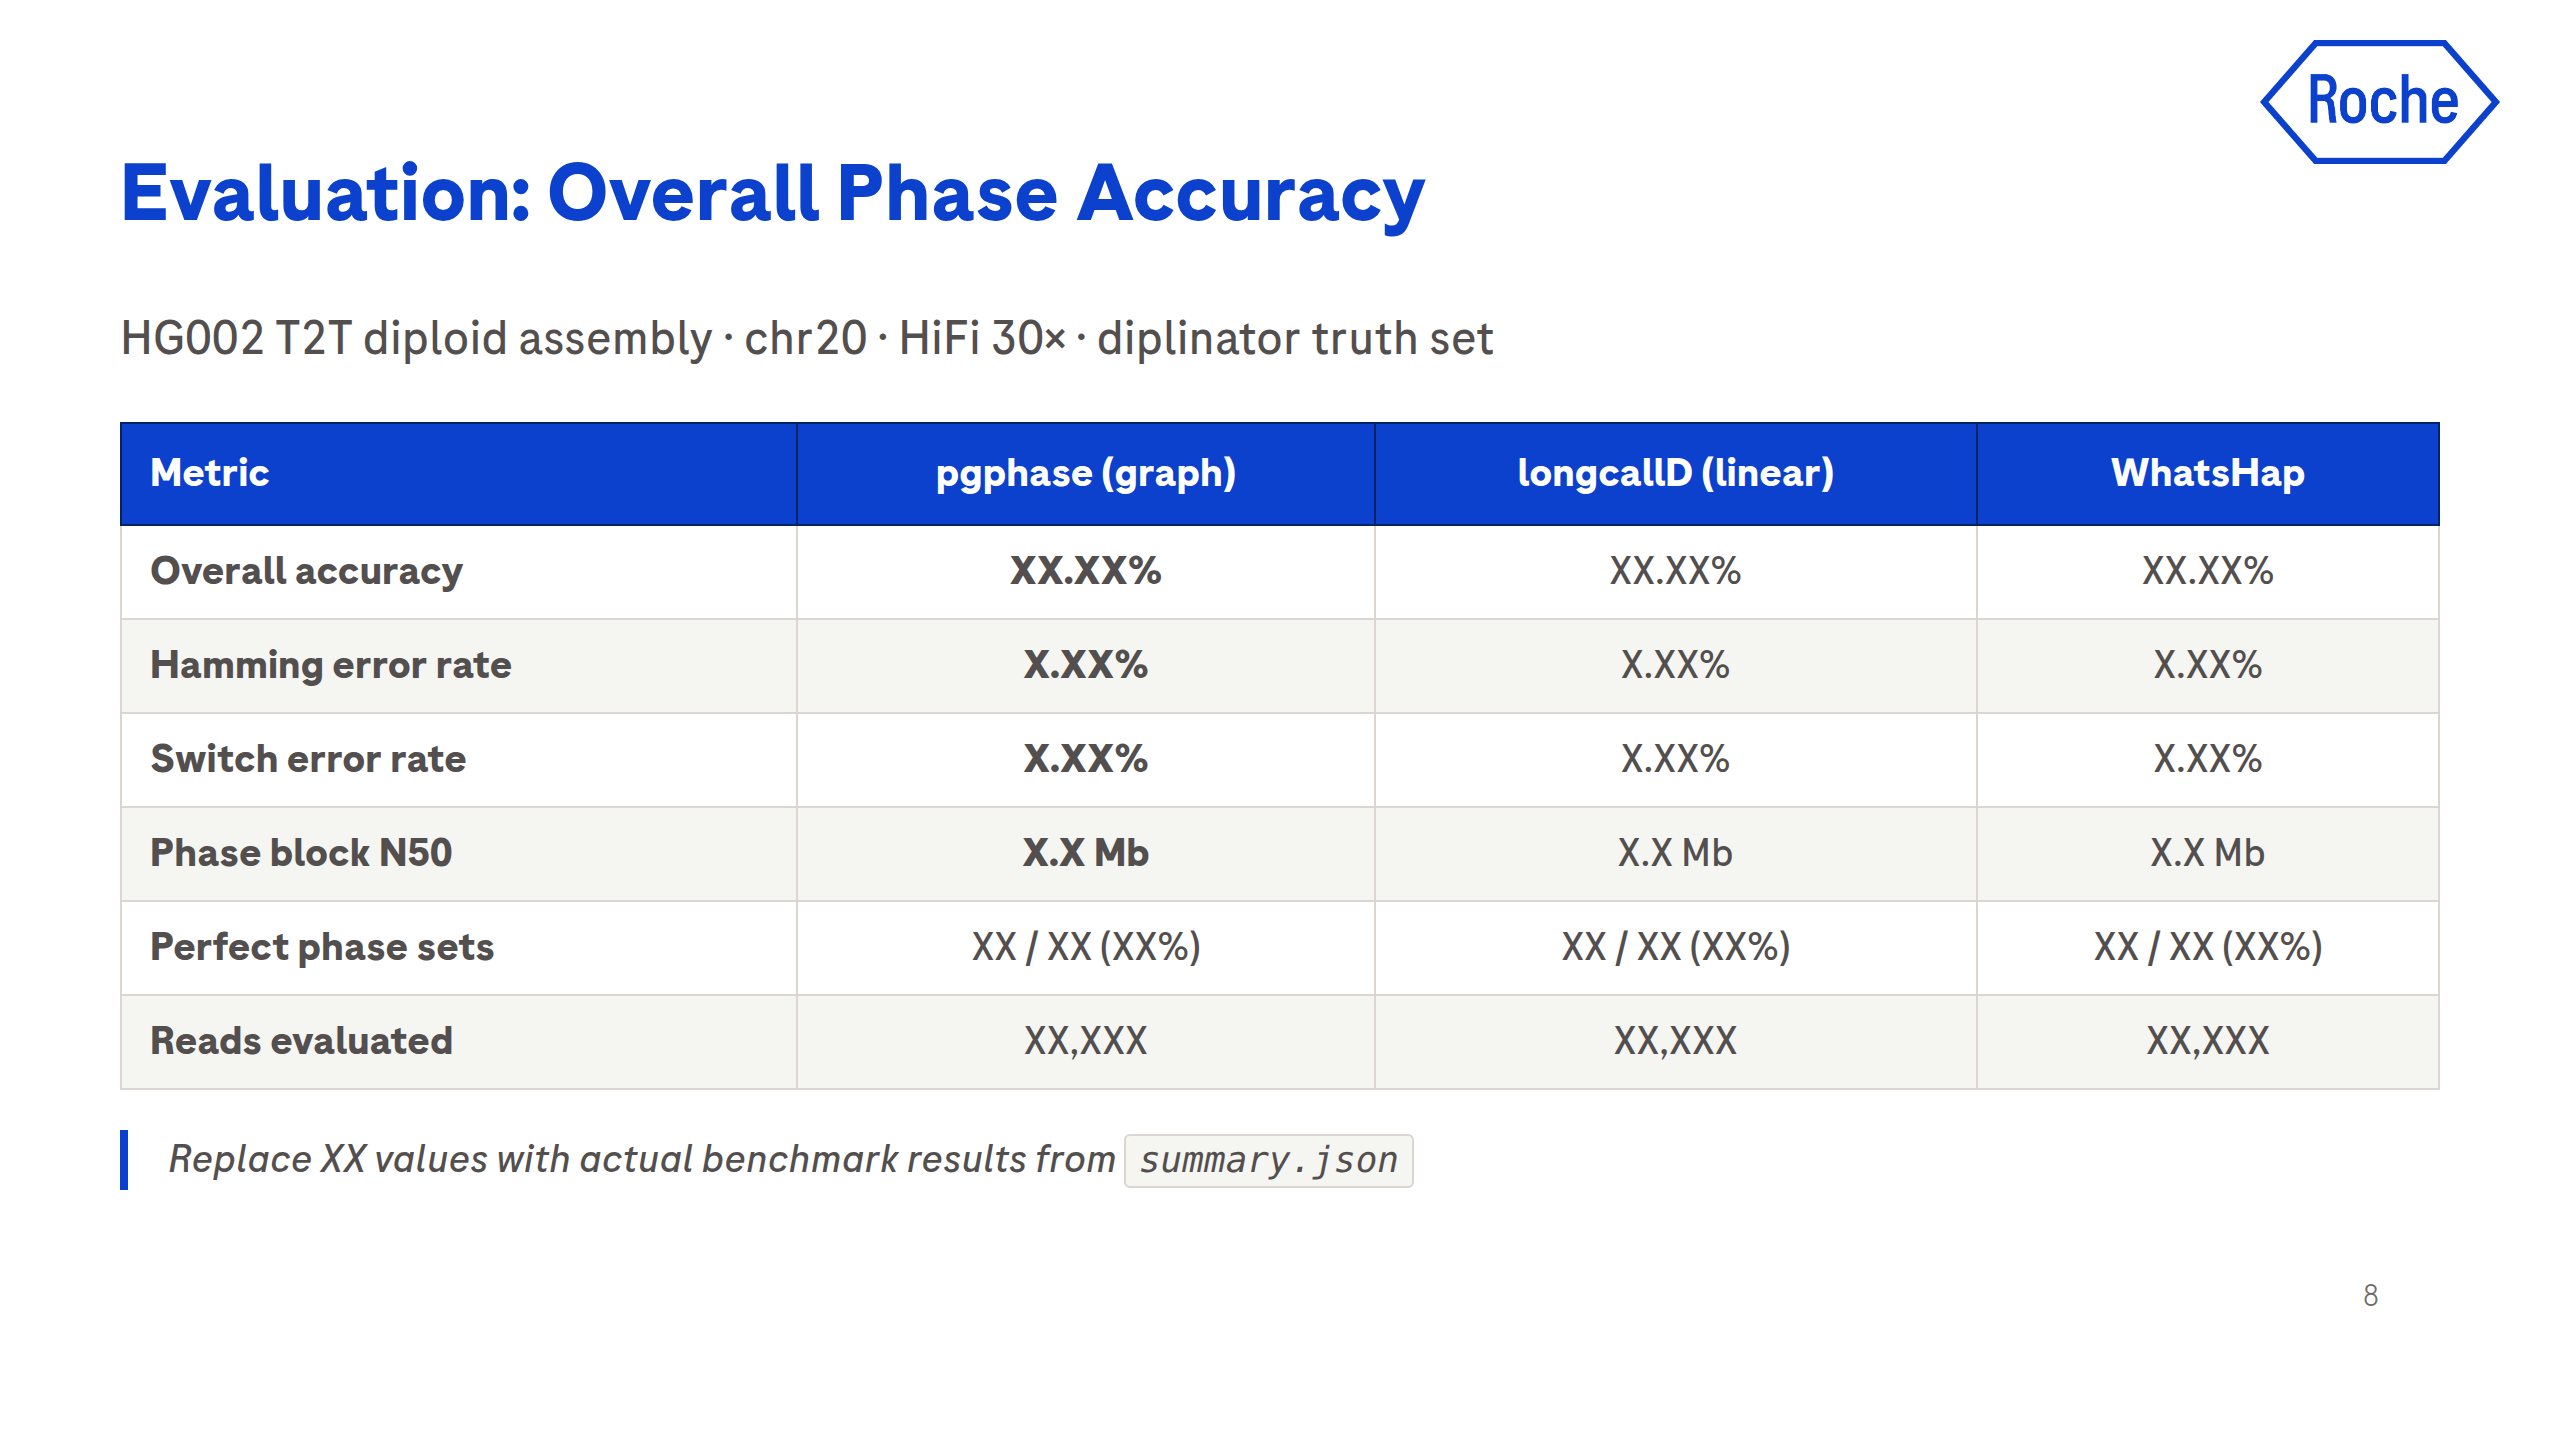 Roche
Evaluation: Overall Phase Accuracy
HG002 T2T diploid assembly · chr20 · HiFi 30× · diplinator truth set
Metric pgphase (graph) longcallD (linear) WhatsHap
Overall accuracy XX.XX% XX.XX% XX.XX%
Hamming error rate X.XX% X.XX% X.XX%
Switch error rate X.XX% X.XX% X.XX%
Phase block N50 X.X Mb X.X Mb X.X Mb
Perfect phase sets XX / XX (XX%) XX / XX (XX%) XX / XX (XX%)
Reads evaluated XX,XXX XX,XXX XX,XXX
Replace XX values with actual benchmark results from summary.json
8